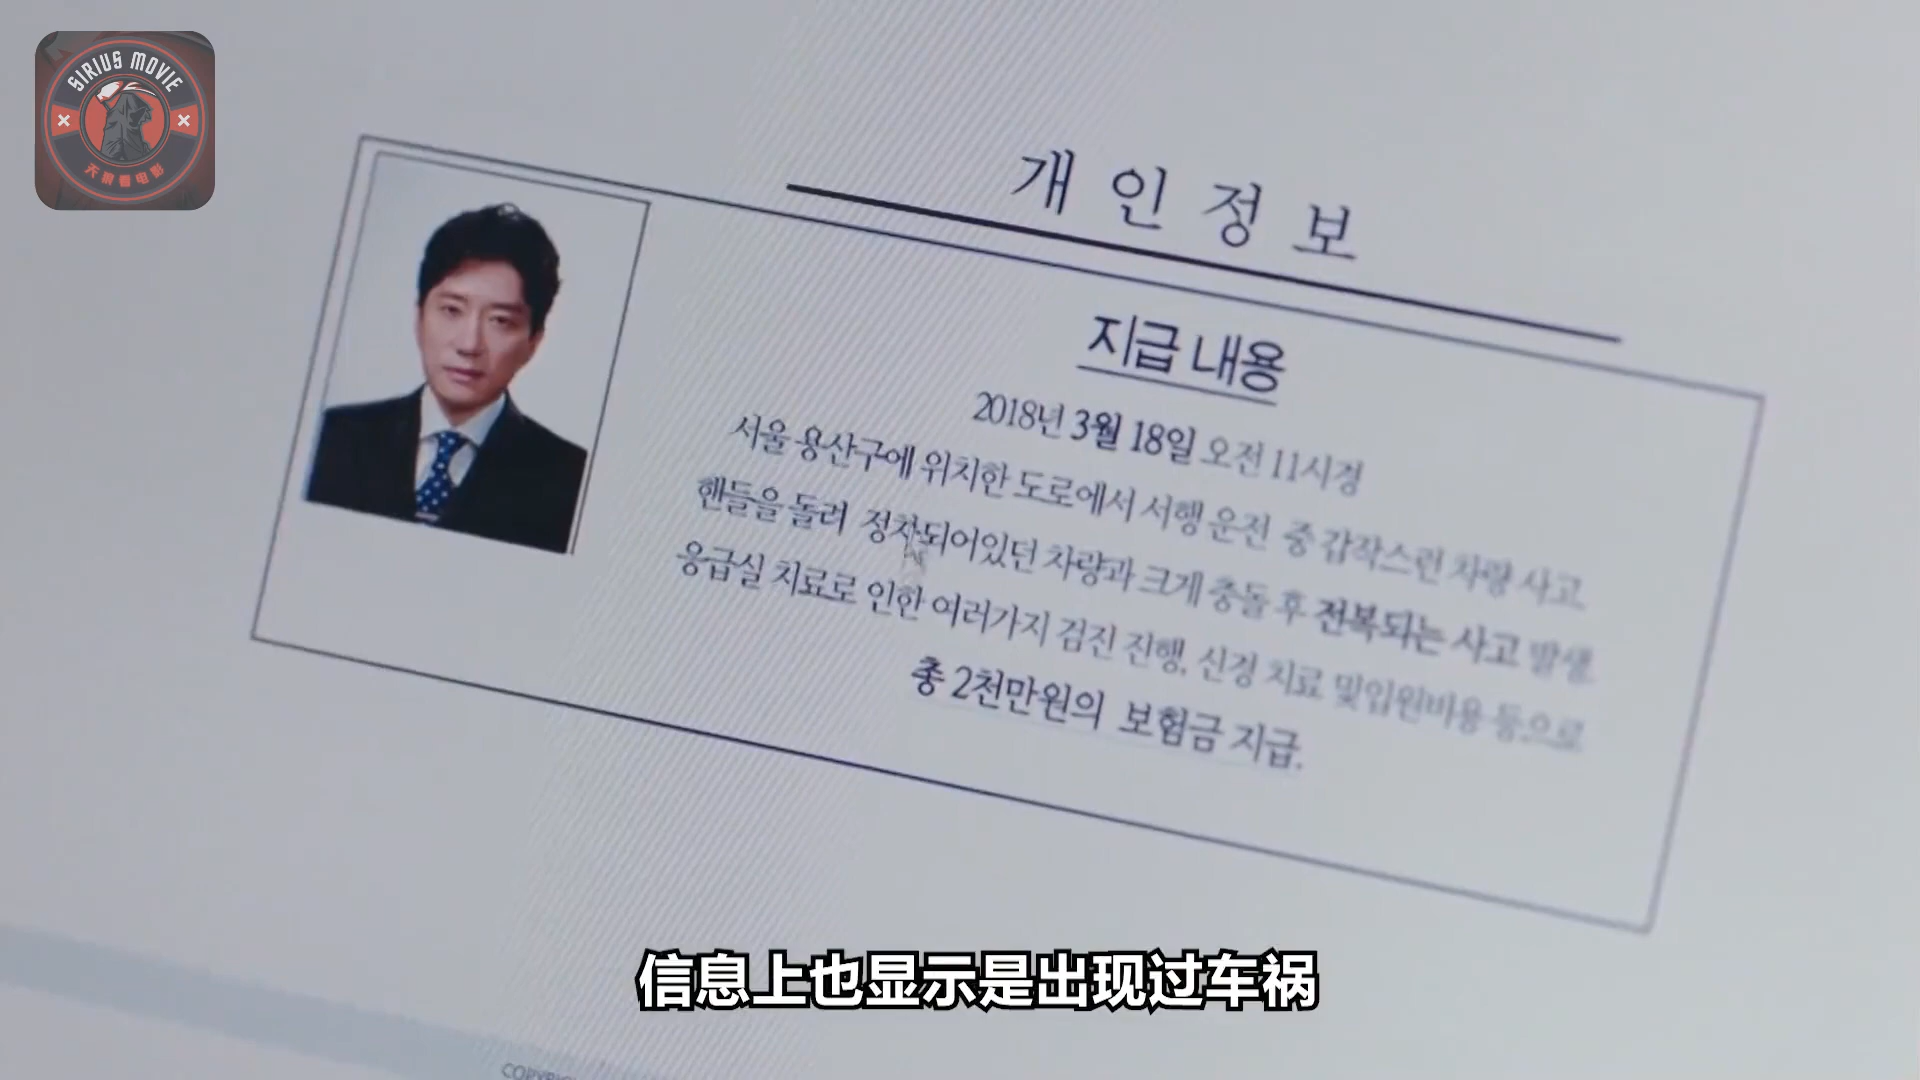 SIRIUS MOVIE
天狼看电影
개인정보
지급 내용
2018년 3월 18일 오전 11시경
서울 용산구에 위치한 도로에서 서행 운전 중 갑작스런 차량 사고.
핸들을 돌려 정차되어있던 차량과 크게 충돌 후 전복되는 사고 발생.
응급실 치료로 인한 여러가지 검진 진행, 신경 치료 및입원비용 등으로
총 2천만원의 보험금 지급.
信息上也显示是出现过车祸